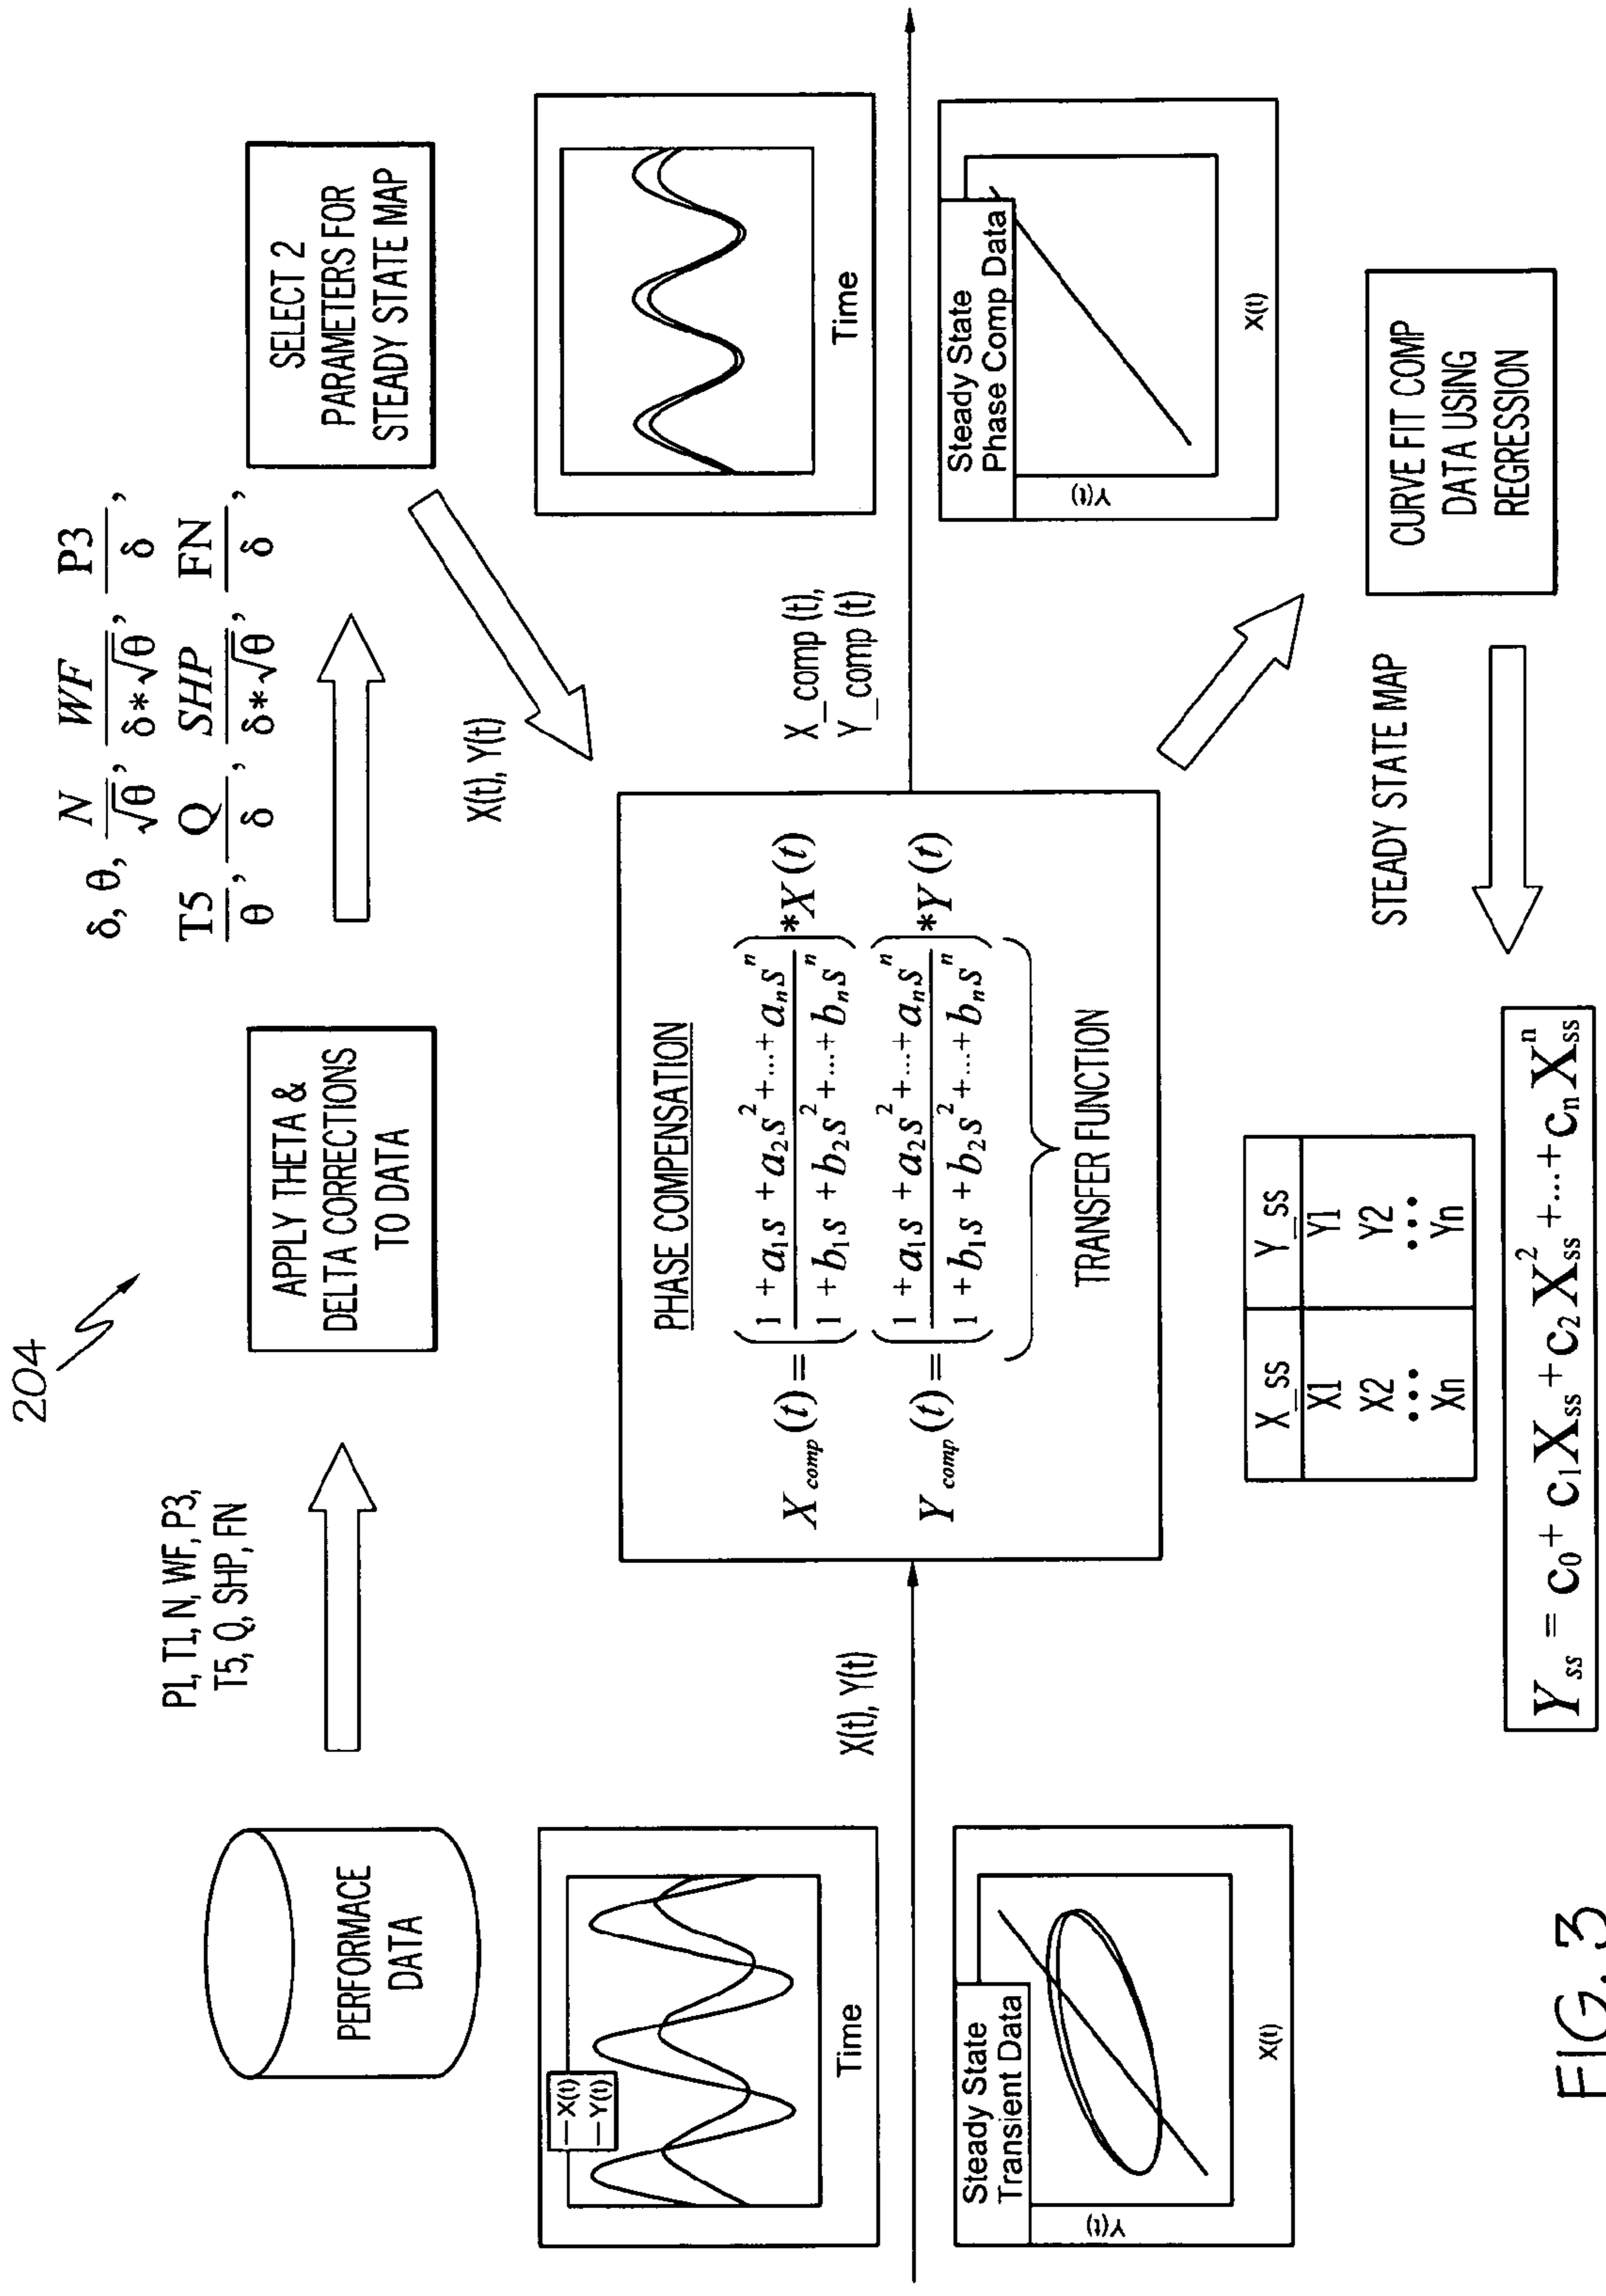 204
PERFORMACE
DATA
P1, T1, N, WF, P3,
T5, Q, SHP, FN
APPLY THETA &
DELTA CORRECTIONS
TO DATA
δ, θ, N/√θ, WF/δ*√θ, P3/δ,
T5/θ, Q/δ, SHP/δ*√θ, FN/δ,
SELECT 2
PARAMETERS FOR
STEADY STATE MAP
X(t), Y(t)
X(t)
Y(t)
Time
X(t), Y(t)
Steady State
Transient Data
Y(t)
X(t)
PHASE COMPENSATION
X_comp(t) = (1 + a₁s + a₂s² +...+ aₙsⁿ / 1 + b₁s + b₂s² +...+ bₙsⁿ) *X(t)
Y_comp(t) = (1 + a₁s + a₂s² +...+ aₙsⁿ / 1 + b₁s + b₂s² +...+ bₙsⁿ) *Y(t)
TRANSFER FUNCTION
X_comp (t),
Y_comp (t)
Time
Steady State
Phase Comp Data
Y(t)
X(t)
CURVE FIT COMP
DATA USING
REGRESSION
STEADY STATE MAP
X_ss Y_ss
X1 Y1
X2 Y2
••• •••
Xn Yn
Y_ss = c₀ + c₁X_ss + c₂X²_ss +...+ cₙXⁿ_ss
FIG. 3